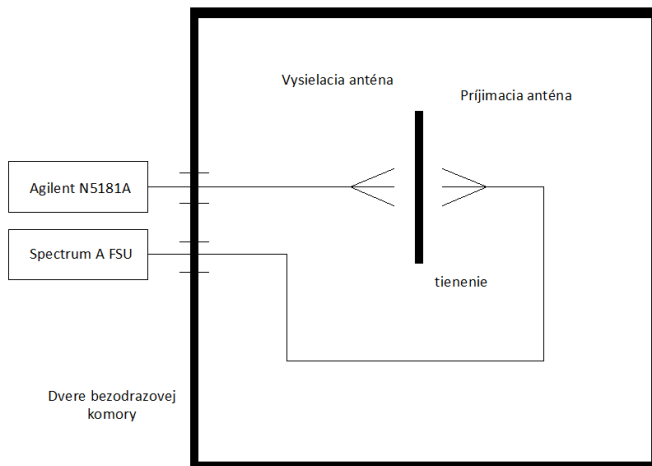 Vysielacia anténa
Príjimacia anténa
Agilent N5181A
Spectrum A FSU
tienenie
Dvere bezodrazovej
komory